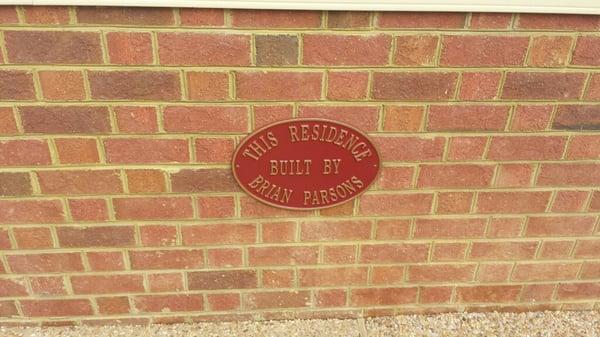 THIS RESIDENCE
BUILT BY
BRIAN PARSONS